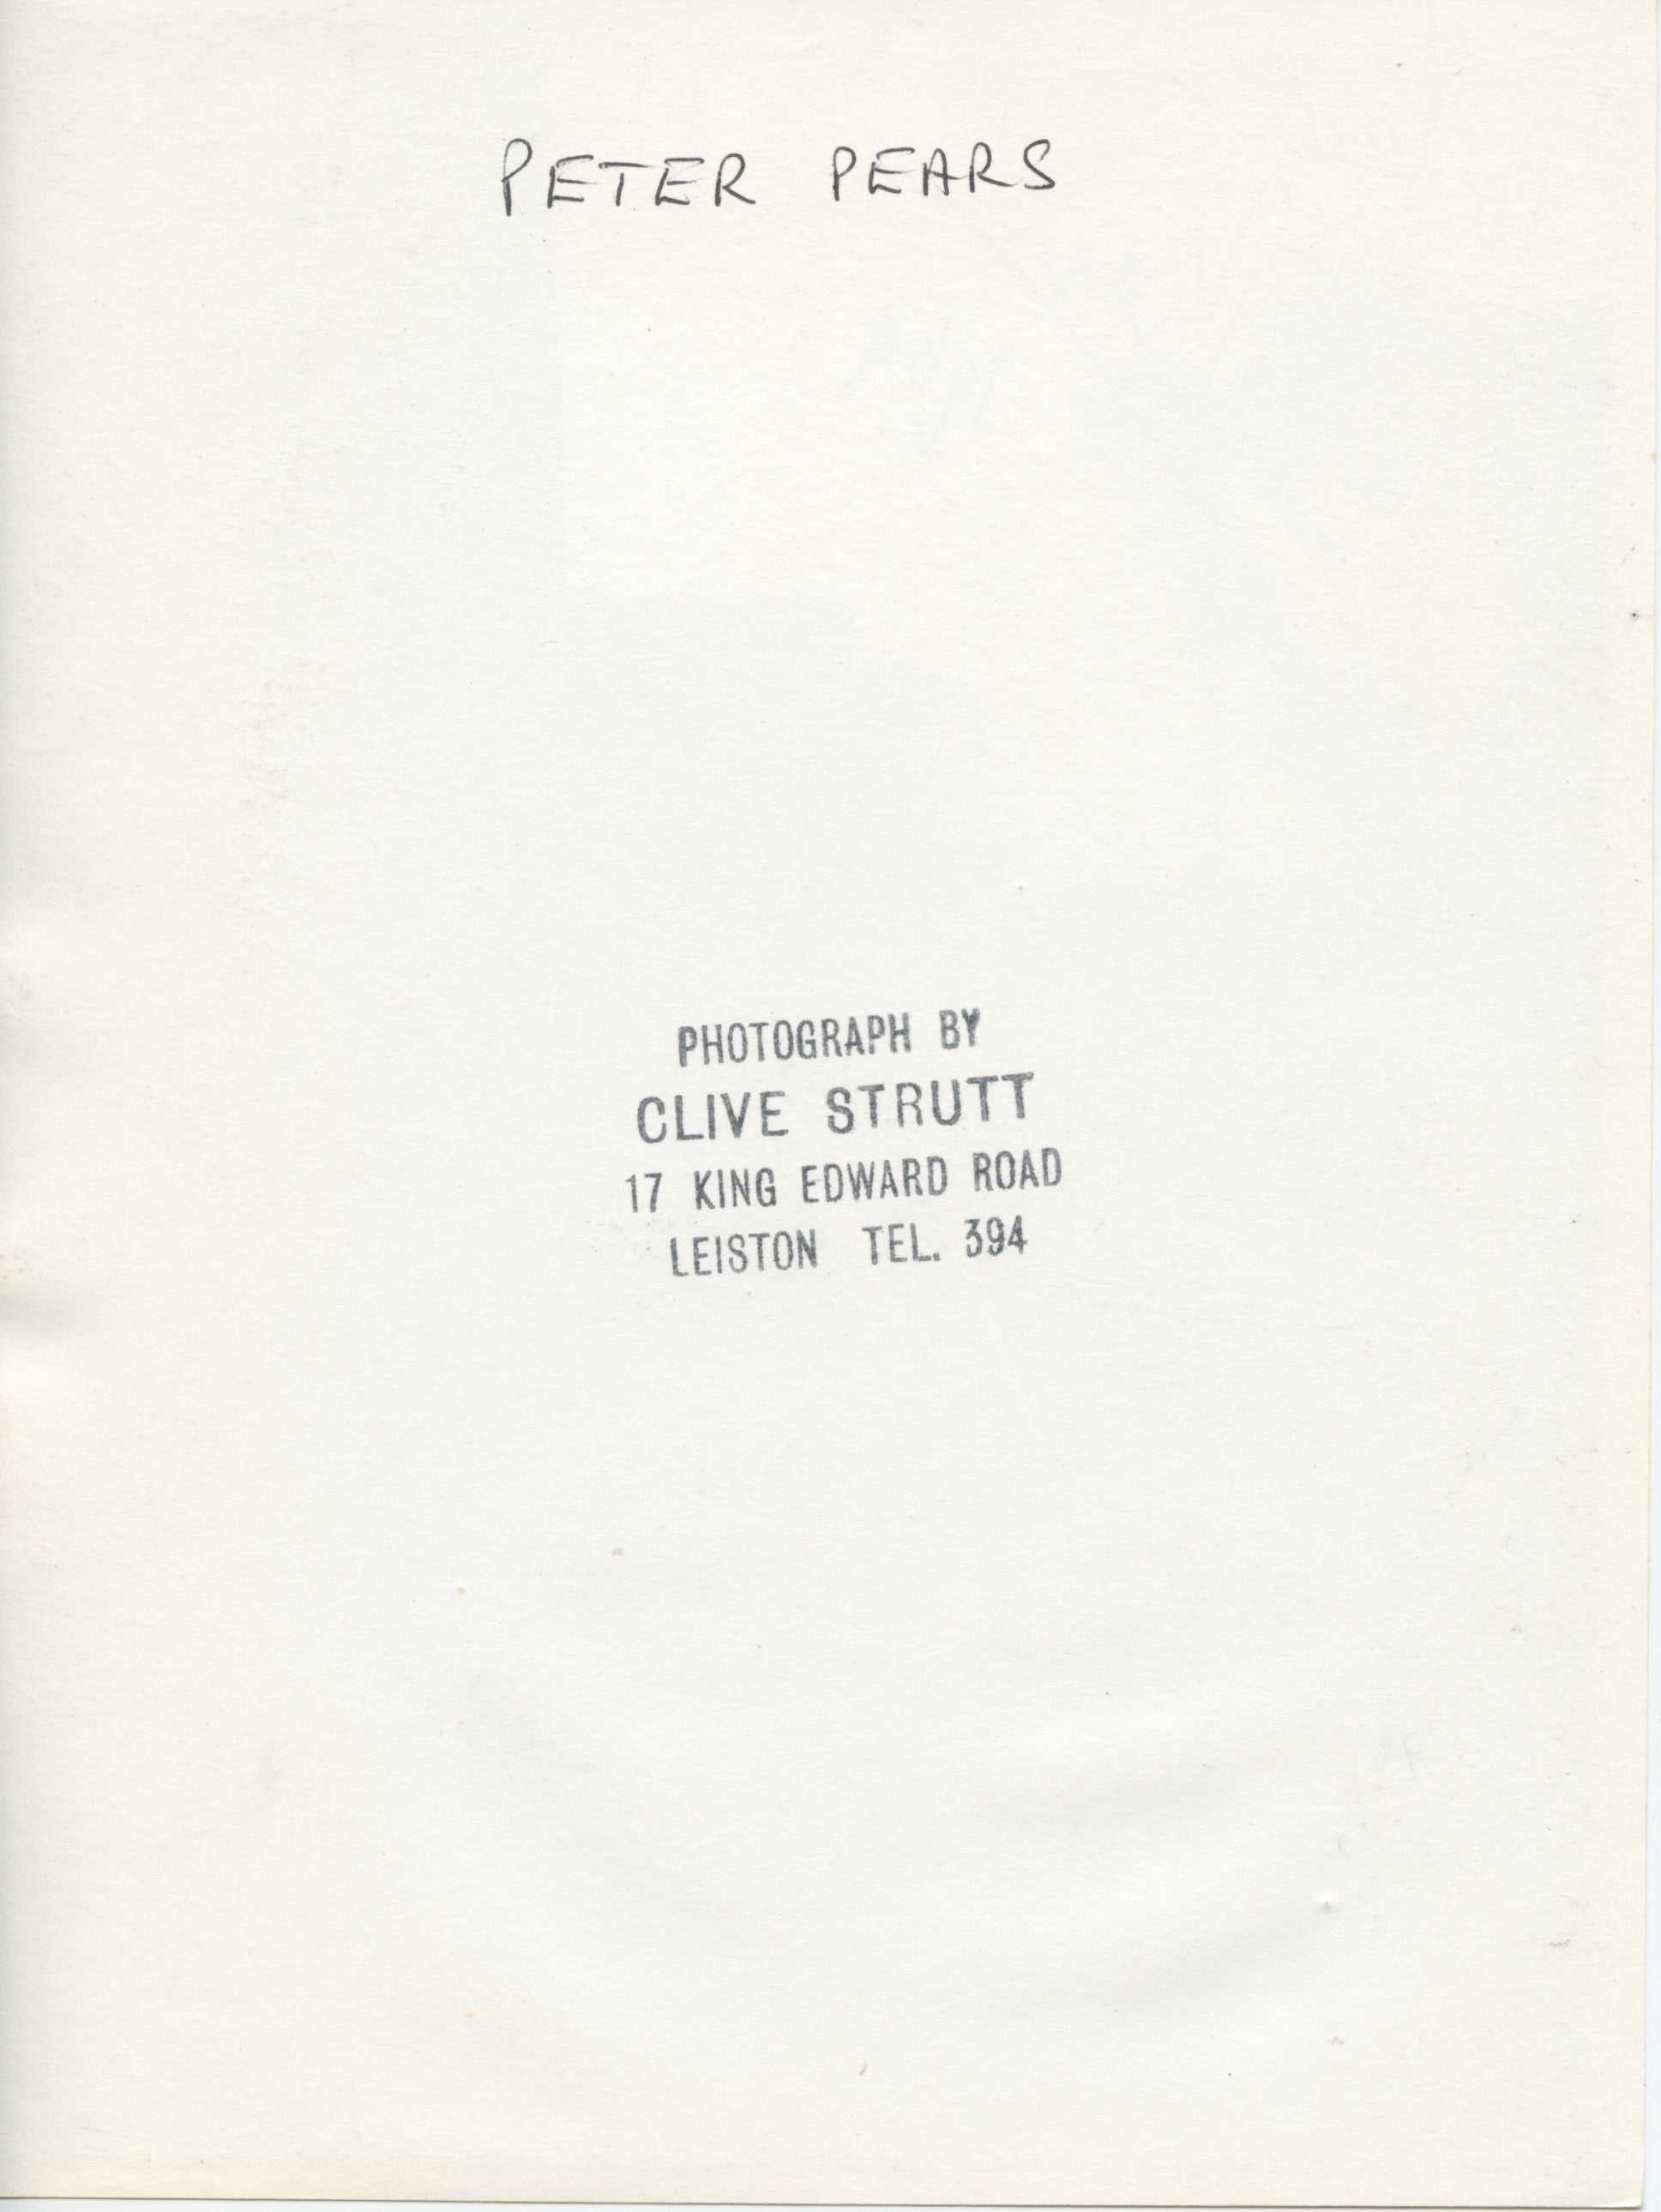 PETER PEARS
PHOTOGRAPH BY
CLIVE STRUTT
17 KING EDWARD ROAD
LEISTON TEL. 394